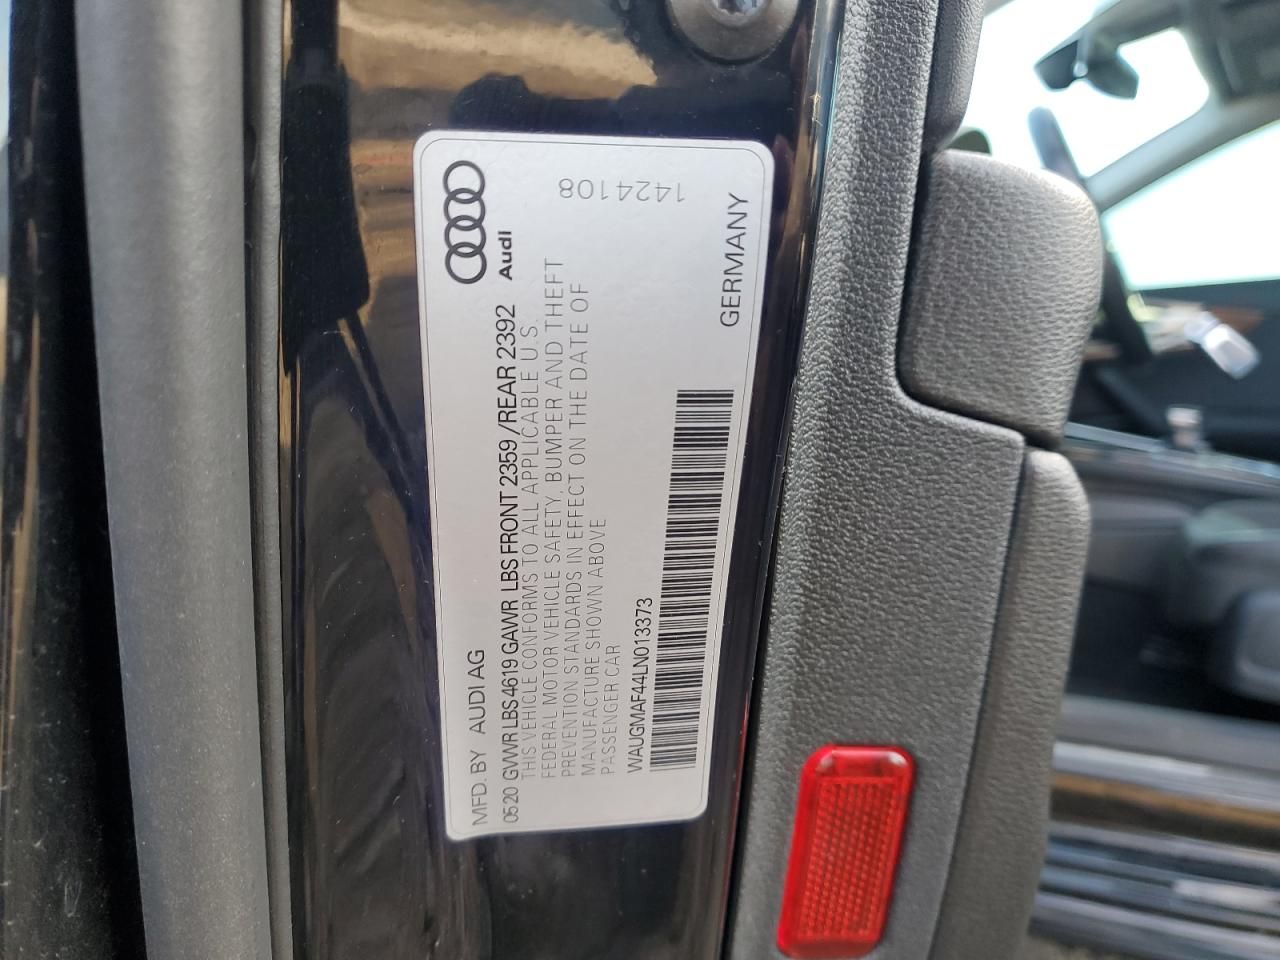 MFD. BY AUDI AG
Audi
0520 GVWR LBS 4619 GAWR LBS FRONT 2359 / REAR 2392
THIS VEHICLE CONFORMS TO ALL APPLICABLE U.S.
FEDERAL MOTOR VEHICLE SAFETY, BUMPER AND THEFT
PREVENTION STANDARDS IN EFFECT ON THE DATE OF
MANUFACTURE SHOWN ABOVE
PASSENGER CAR
WAUGMAF44LN013373
1424108
GERMANY